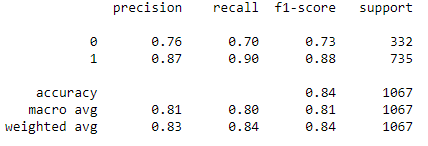 precision recall f1-score support
0 0.76 0.70 0.73 332
1 0.87 0.90 0.88 735
accuracy 0.84 1067
macro avg 0.81 0.80 0.81 1067
weighted avg 0.83 0.84 0.84 1067